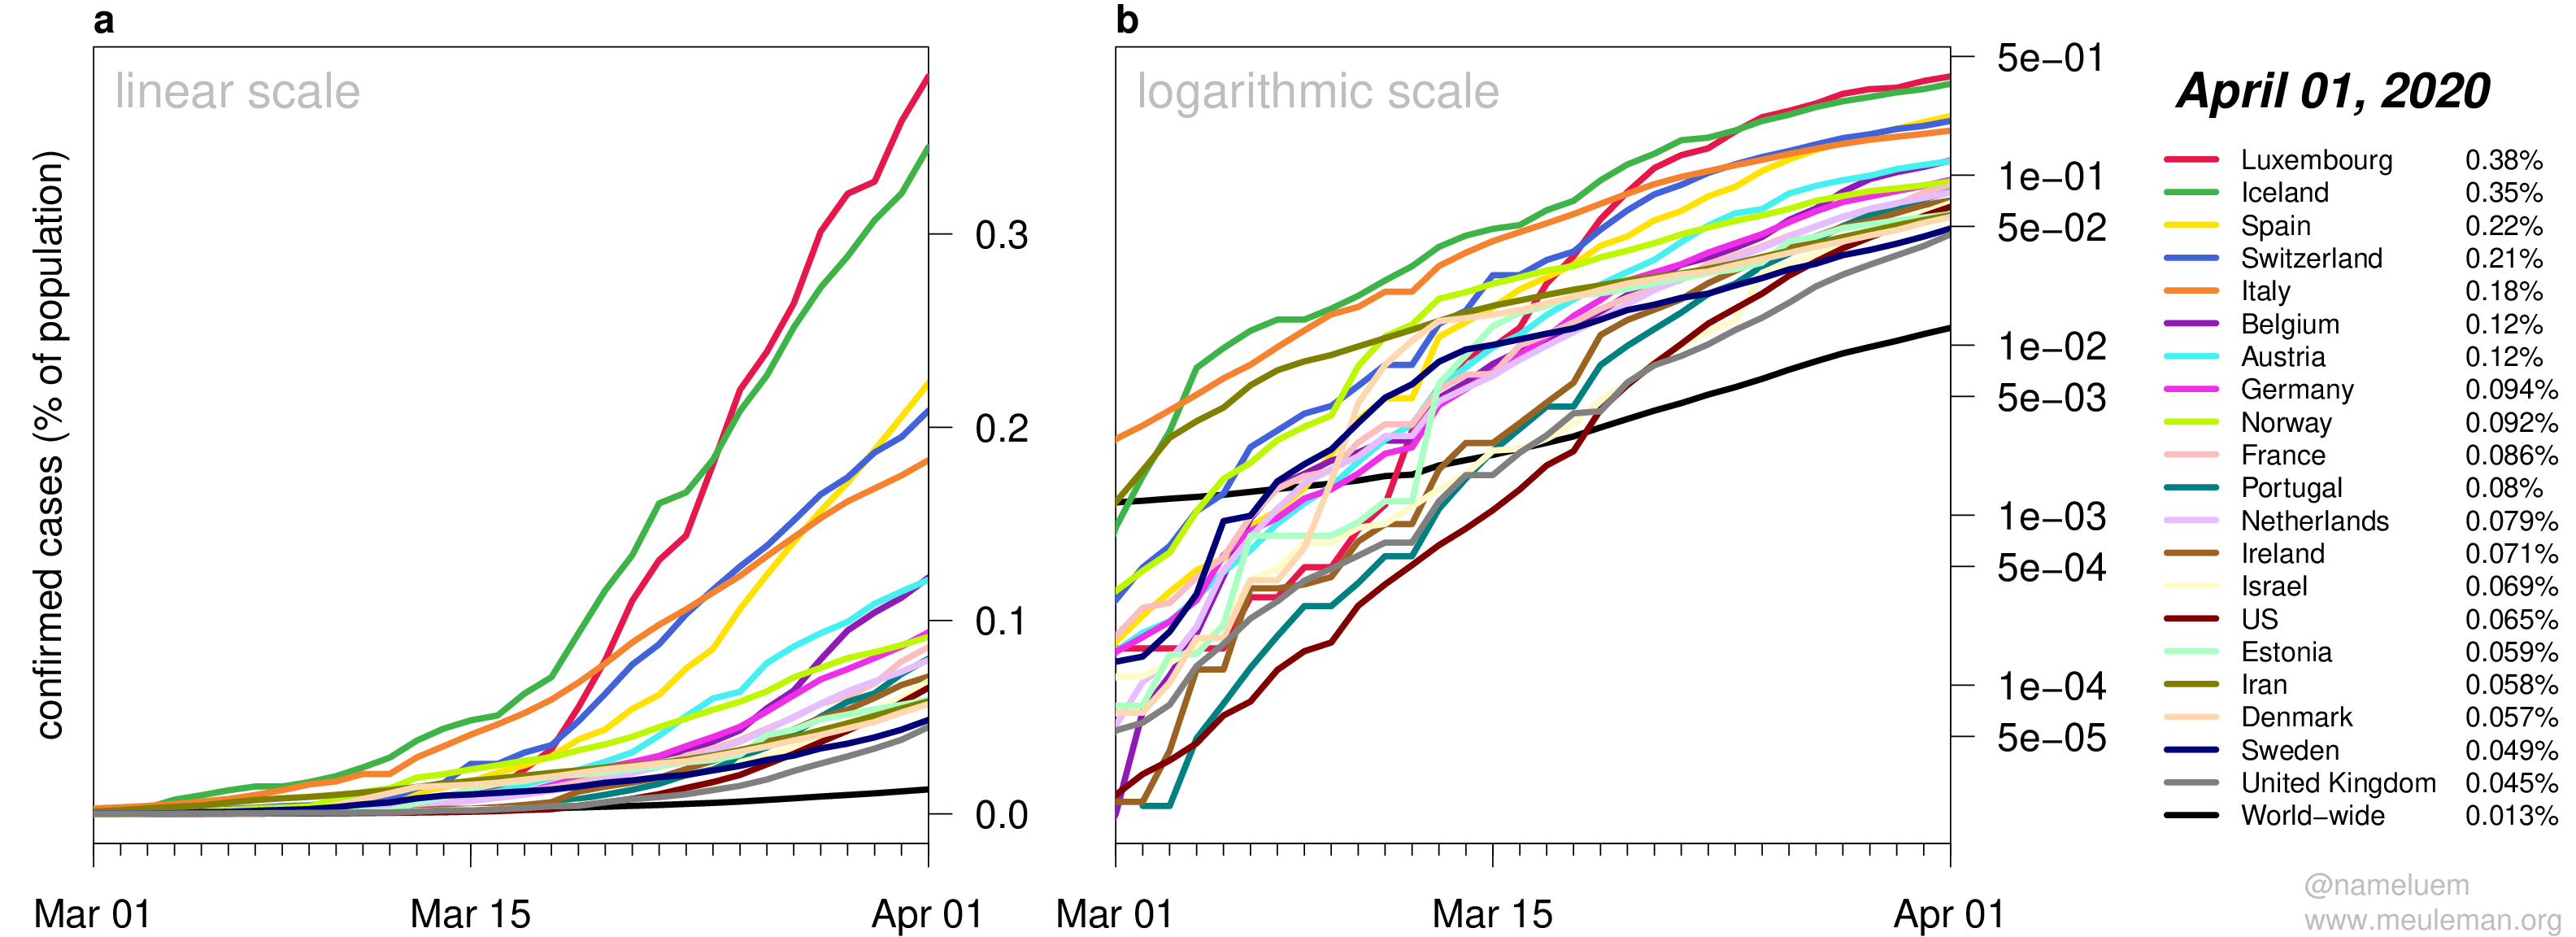 a
linear scale
confirmed cases (% of population)
0.3
0.2
0.1
0.0
Mar 01
Mar 15
Apr 01
b
logarithmic scale
5e−01
1e−01
5e−02
1e−02
5e−03
1e−03
5e−04
1e−04
5e−05
Mar 01
Mar 15
Apr 01
April 01, 2020
Luxembourg 0.38%
Iceland 0.35%
Spain 0.22%
Switzerland 0.21%
Italy 0.18%
Belgium 0.12%
Austria 0.12%
Germany 0.094%
Norway 0.092%
France 0.086%
Portugal 0.08%
Netherlands 0.079%
Ireland 0.071%
Israel 0.069%
US 0.065%
Estonia 0.059%
Iran 0.058%
Denmark 0.057%
Sweden 0.049%
United Kingdom 0.045%
World−wide 0.013%
@nameluem
www.meuleman.org